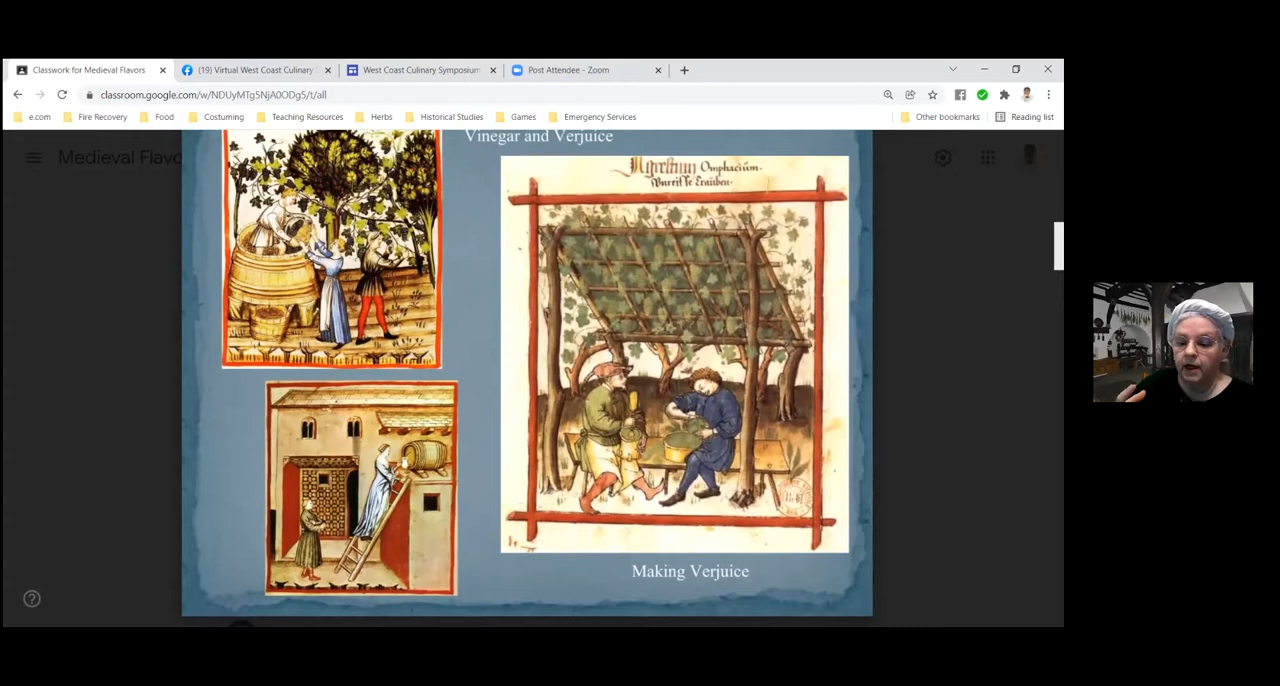 Classwork for Medieval Flavors
(19) Virtual West Coast Culinary
West Coast Culinary Symposium
Post Attendee - Zoom
classroom.google.com/w/NDUyMTg5NjA0ODg5/t/all
e.com
Fire Recovery
Food
Costuming
Teaching Resources
Herbs
Historical Studies
Games
Emergency Services
Other bookmarks
Reading list
Medieval Flavo
Vinegar and Verjuice
Omphaciūm
Making Verjuice